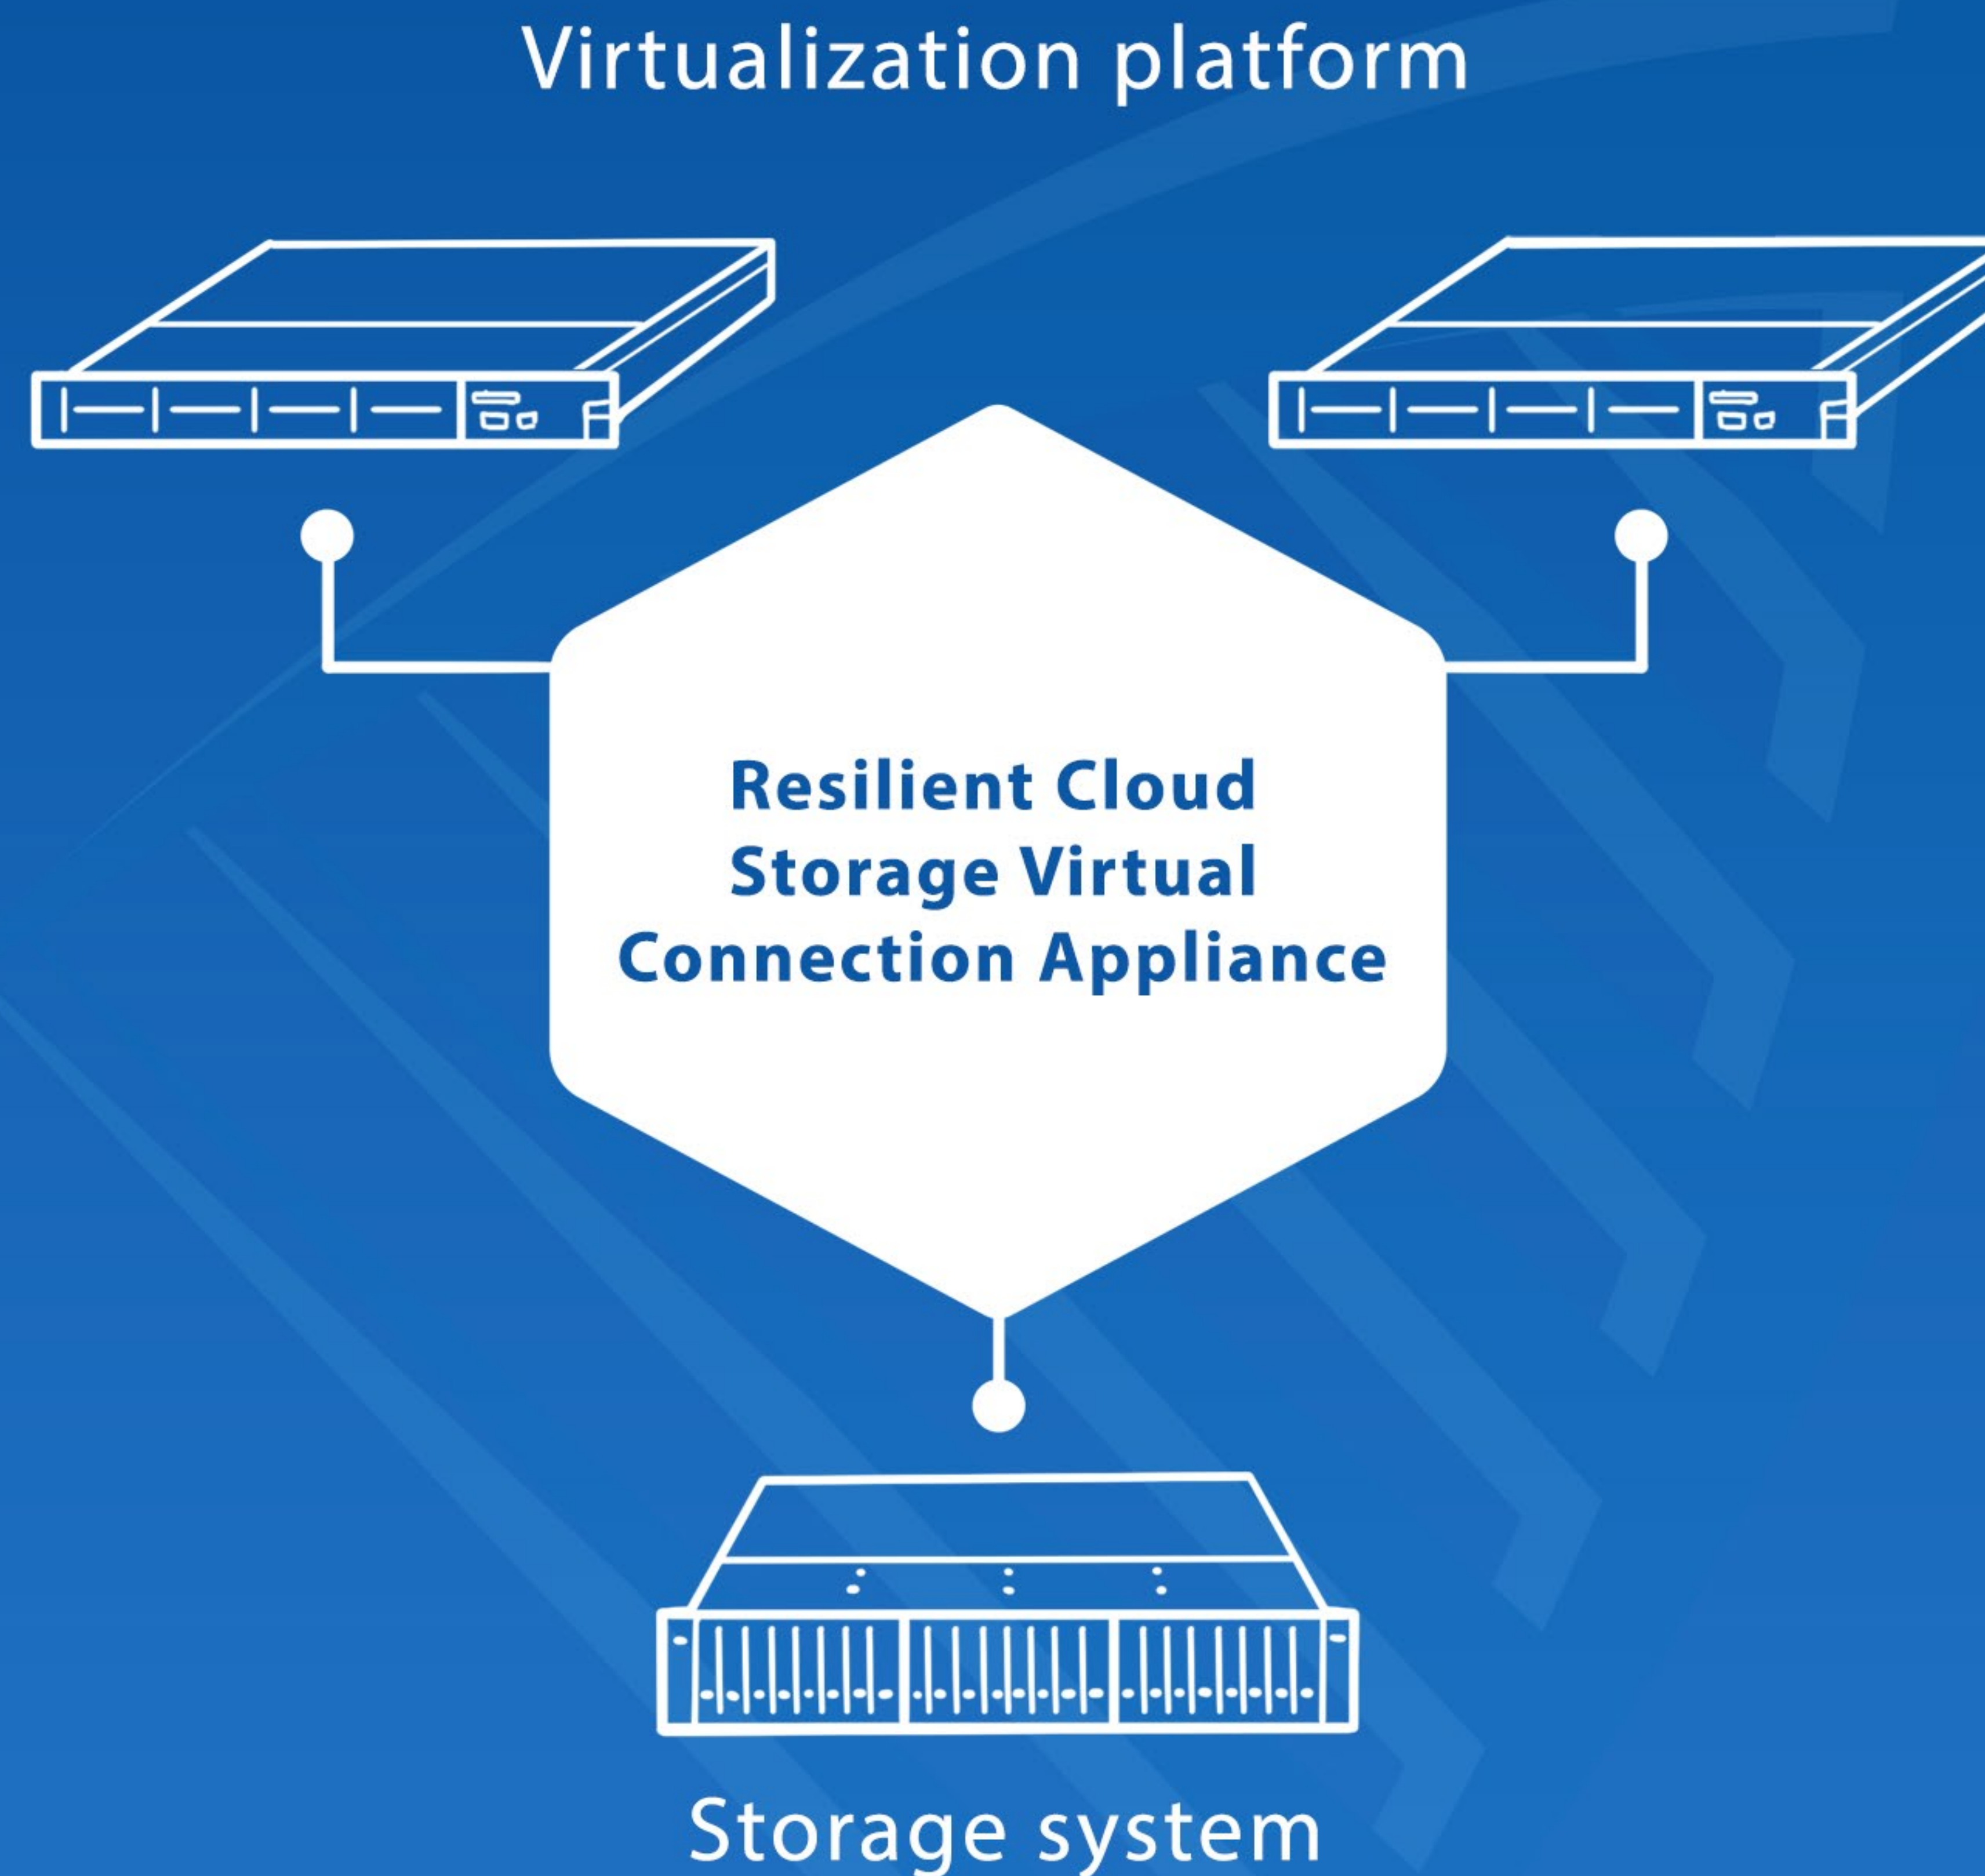 Virtualization platform
Resilient Cloud
Storage Virtual
Connection Appliance
Storage system